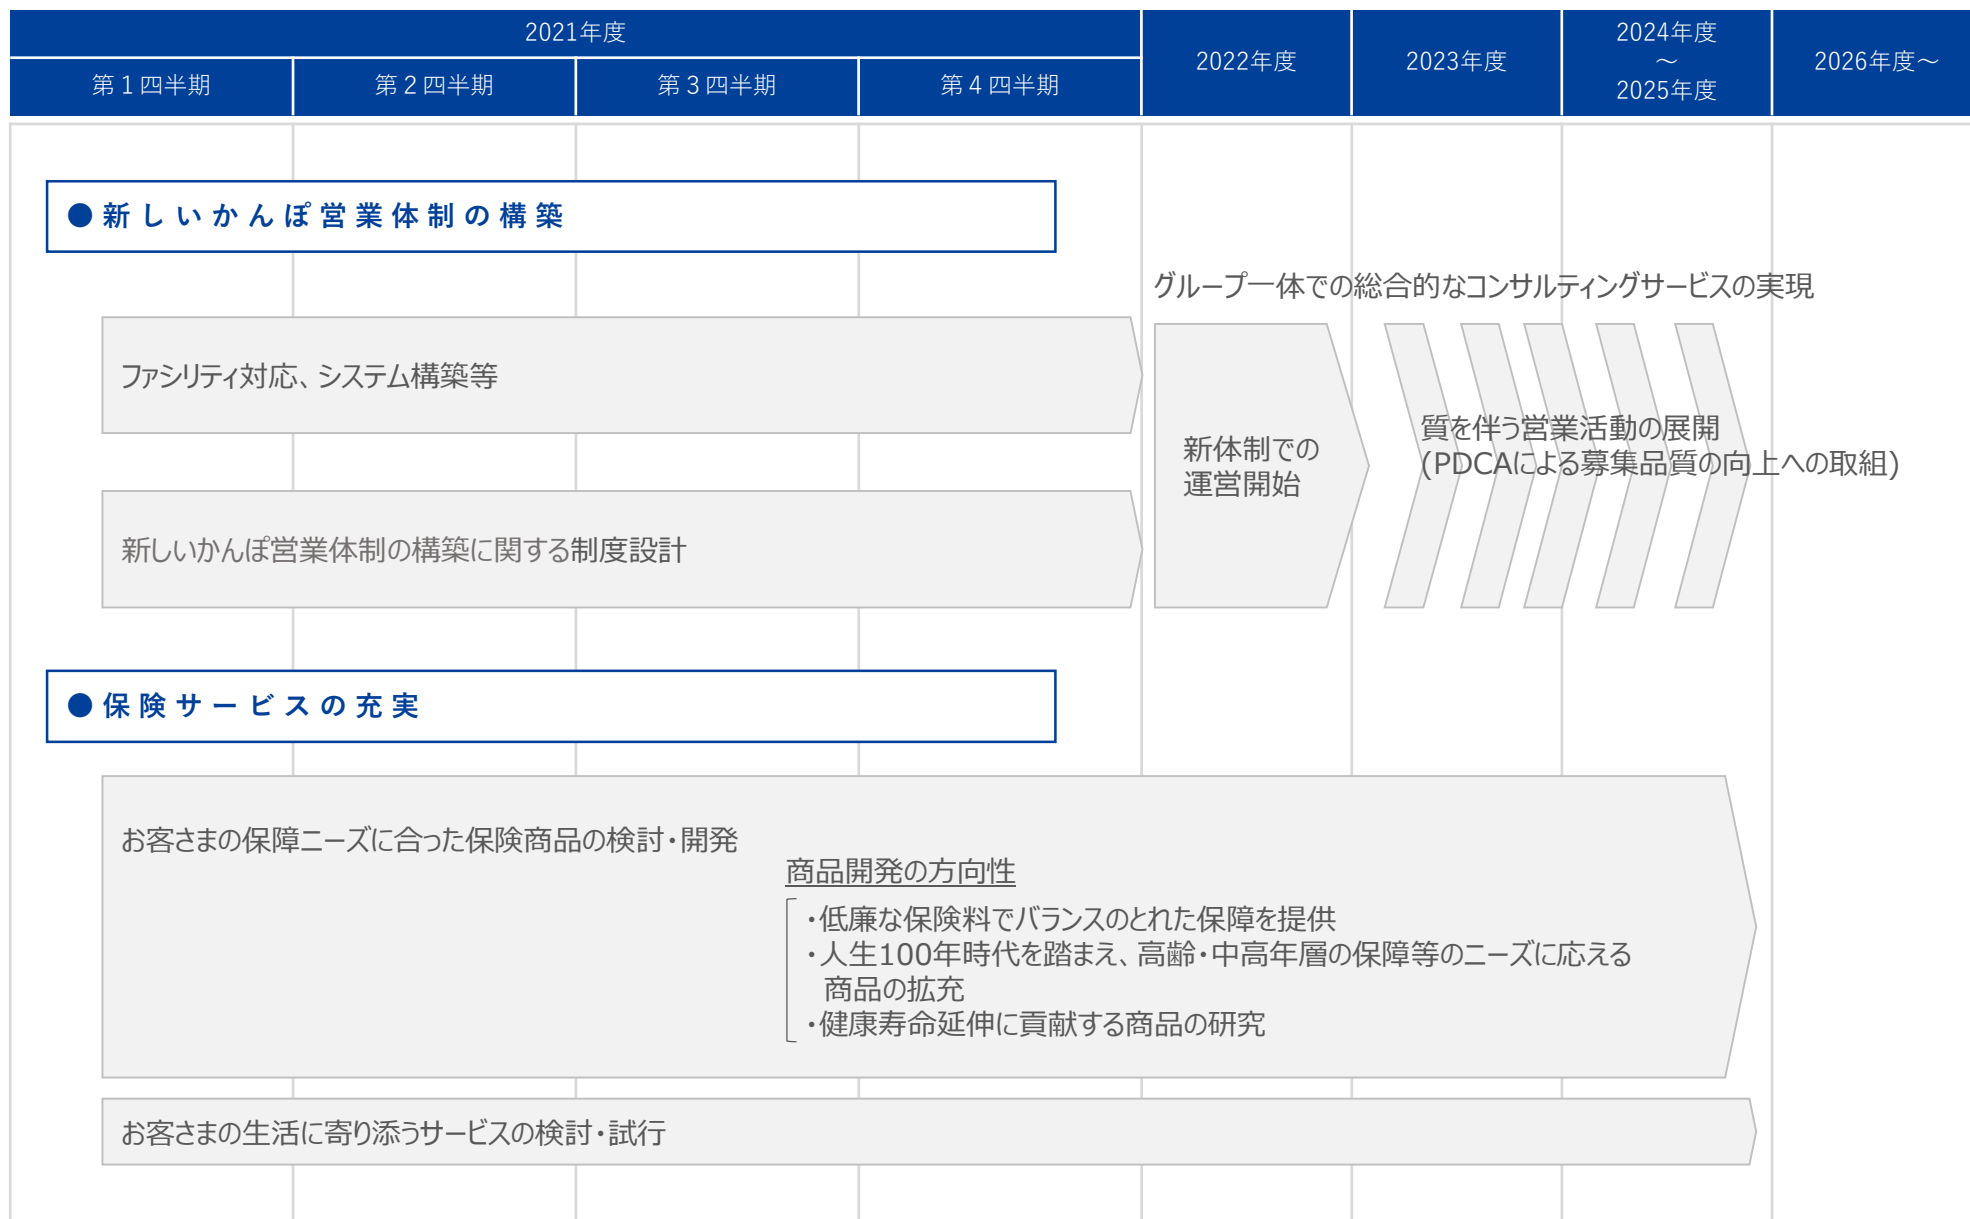 2021年度
第１四半期
第２四半期
第３四半期
第４四半期
2022年度
2023年度
2024年度
～
2025年度
2026年度～
●新しいかんぽ営業体制の構築
グループ一体での総合的なコンサルティングサービスの実現
ファシリティ対応、システム構築等
新しいかんぽ営業体制の構築に関する制度設計
新体制での
運営開始
質を伴う営業活動の展開
(PDCAによる募集品質の向上への取組)
●保険サービスの充実
お客さまの保障ニーズに合った保険商品の検討・開発
商品開発の方向性
・低廉な保険料でバランスのとれた保障を提供
・人生100年時代を踏まえ、高齢・中高年層の保障等のニーズに応える
商品の拡充
・健康寿命延伸に貢献する商品の研究
お客さまの生活に寄り添うサービスの検討・試行